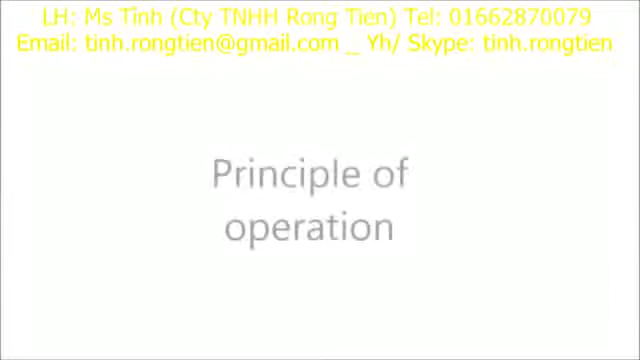 LH: Ms Tình (Cty TNHH Rong Tien) Tel: 01662870079
Email: tinh.rongtien@gmail.com _ Yh/ Skype: tinh.rongtien
Principle of
operation